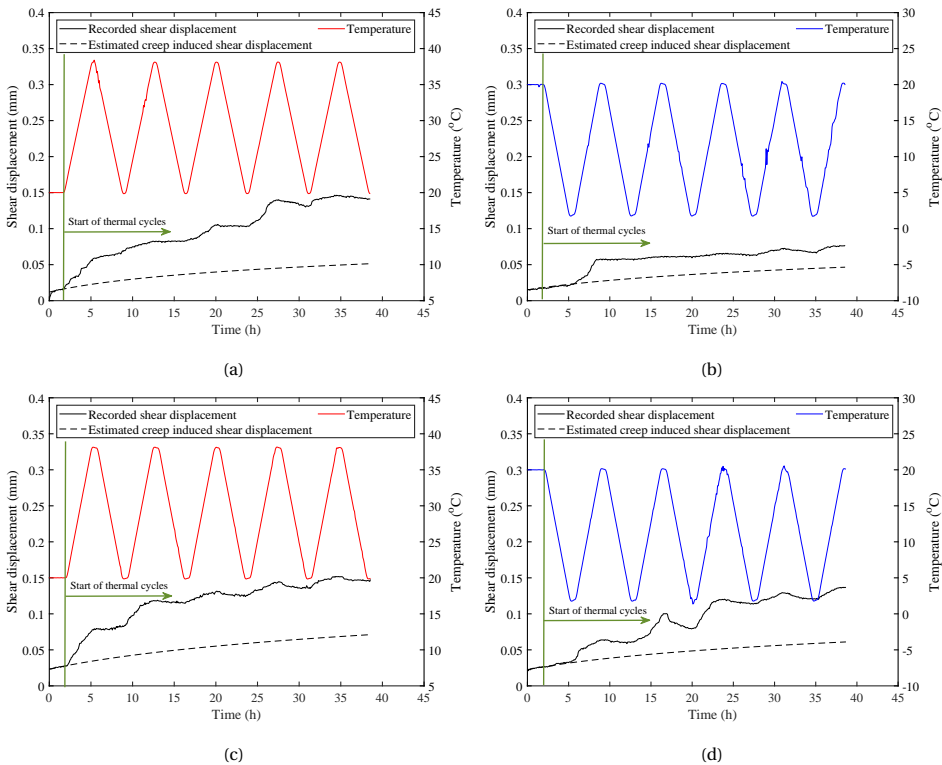 0.4
0.35
0.3
0.25
0.2
0.15
0.1
0.05
0
Shear displacement (mm)
Recorded shear displacement
Temperature
Estimated creep induced shear displacement
Start of thermal cycles
45
40
35
30
25
20
15
10
5
Temperature (°C)
0 5 10 15 20 25 30 35 40 45
Time (h)
(a)
0.4
0.35
0.3
0.25
0.2
0.15
0.1
0.05
0
Shear displacement (mm)
Recorded shear displacement
Temperature
Estimated creep induced shear displacement
Start of thermal cycles
30
25
20
15
10
5
0
-5
-10
Temperature (°C)
0 5 10 15 20 25 30 35 40 45
Time (h)
(b)
0.4
0.35
0.3
0.25
0.2
0.15
0.1
0.05
0
Shear displacement (mm)
Recorded shear displacement
Temperature
Estimated creep induced shear displacement
Start of thermal cycles
45
40
35
30
25
20
15
10
5
Temperature (°C)
0 5 10 15 20 25 30 35 40 45
Time (h)
(c)
0.4
0.35
0.3
0.25
0.2
0.15
0.1
0.05
0
Shear displacement (mm)
Recorded shear displacement
Temperature
Estimated creep induced shear displacement
Start of thermal cycles
30
25
20
15
10
5
0
-5
-10
Temperature (°C)
0 5 10 15 20 25 30 35 40 45
Time (h)
(d)